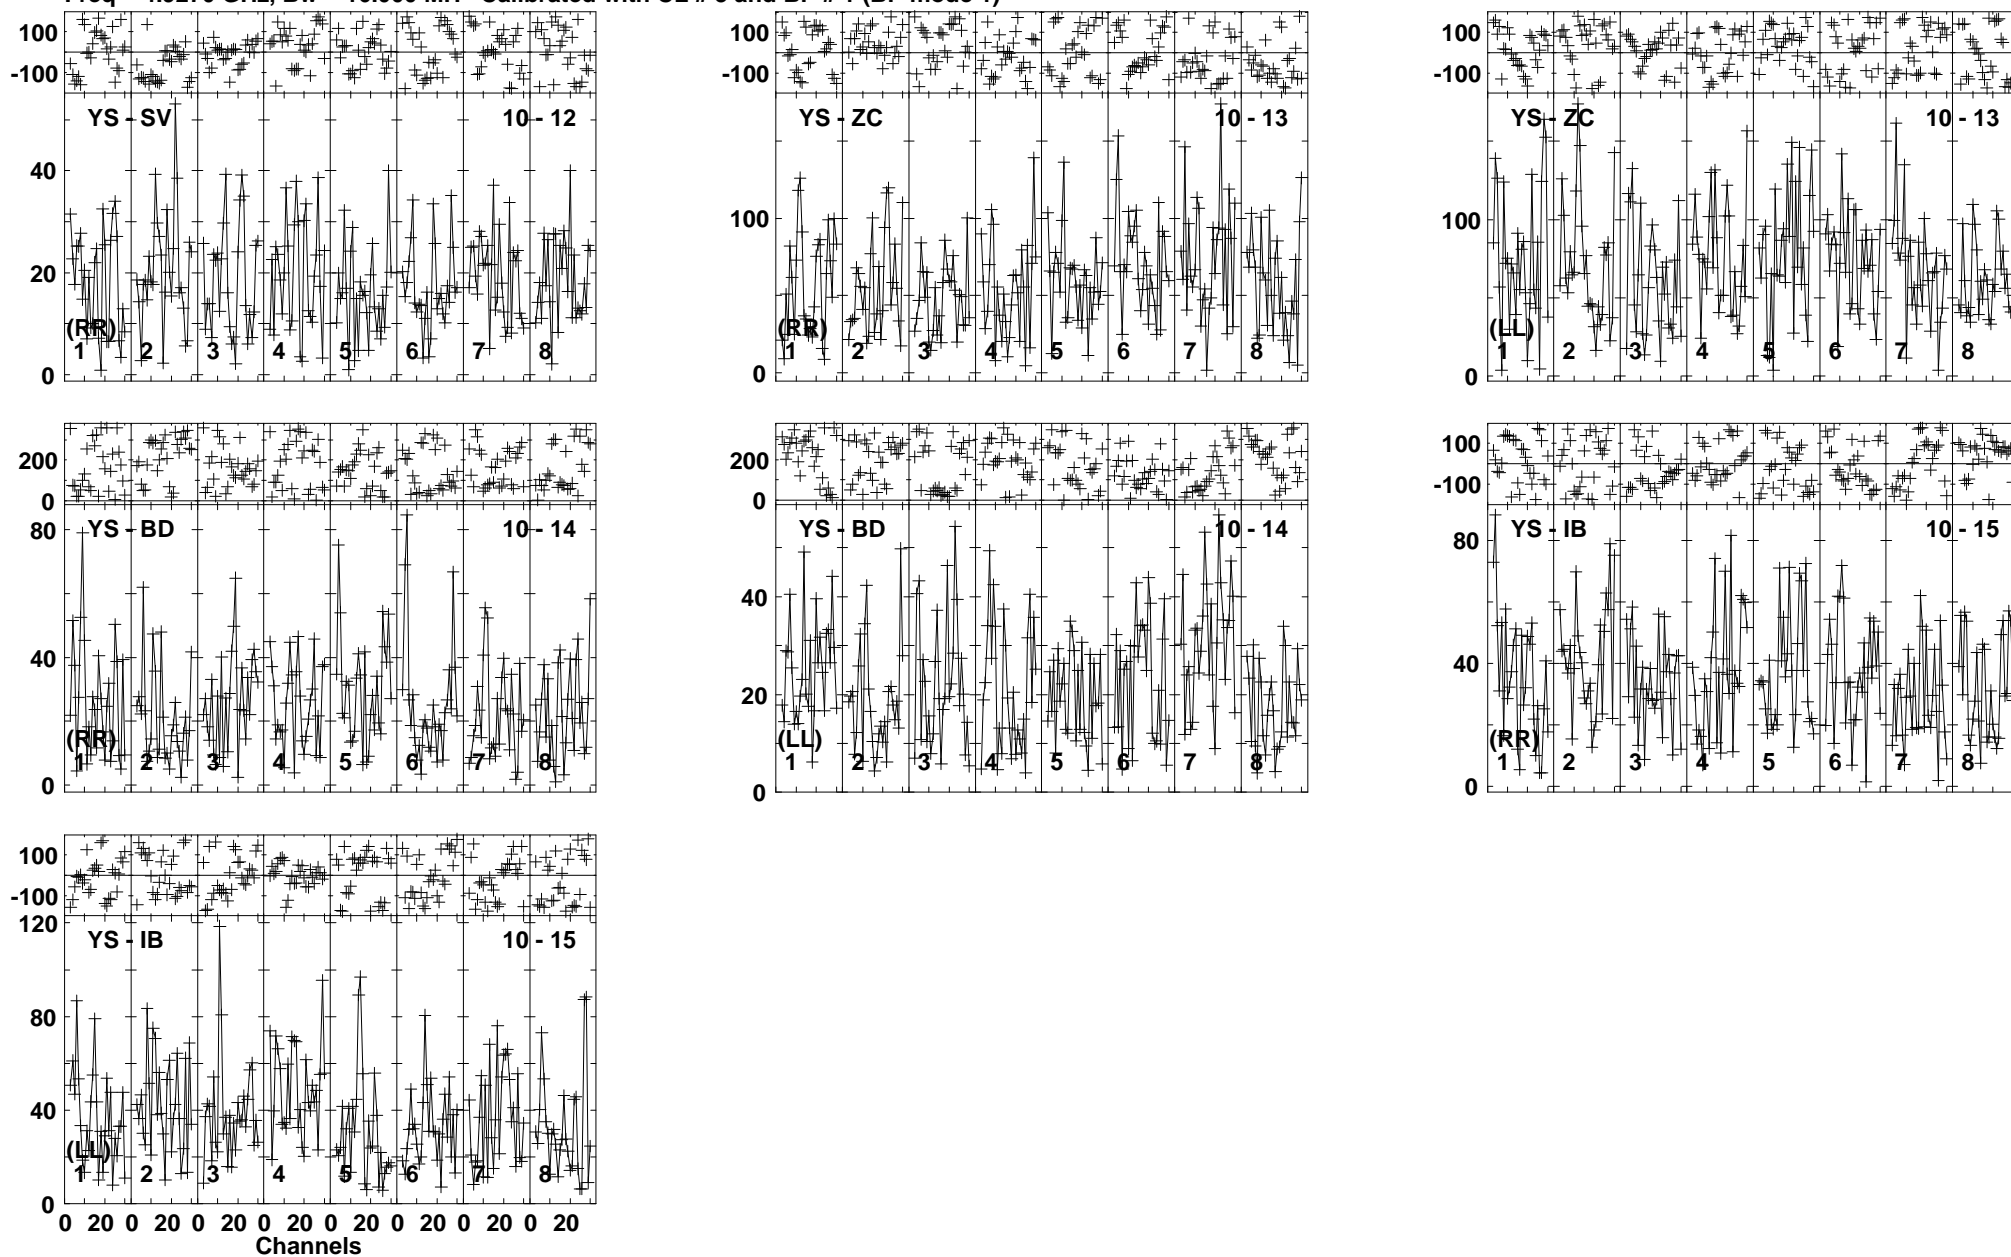 100 -100 100 -100 100 -100
YS - SV 10 - 12 YS - ZC 10 - 13 YS - ZC 10 - 13
40 20 0 100 0 100 0
(RR) (RR) (LL)
1 2 3 4 5 6 7 8 1 2 3 4 5 6 7 8 1 2 3 4 5 6 7 8
200 0 200 0 100 -100
YS - BD 10 - 14 YS - BD 10 - 14 YS - IB 10 - 15
80 40 0 40 20 0 80 40 0
(RR) (LL) (RR)
1 2 3 4 5 6 7 8 1 2 3 4 5 6 7 8 1 2 3 4 5 6 7 8
100 -100
YS - IB 10 - 15
120 80 40 0
(LL)
1 2 3 4 5 6 7 8
0 20 0 20 0 20 0 20 0 20 0 20 0 20 0 20
Channels